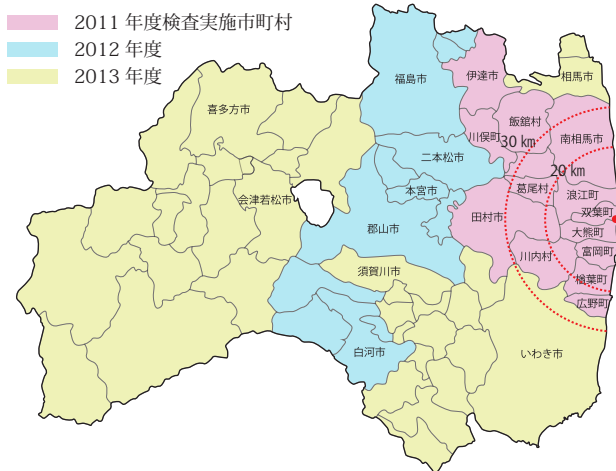 2011 年度検査実施市町村
2012 年度
2013 年度
相馬市
伊達市
福島市
喜多方市
飯舘村
南相馬市
川俣町
30 km
二本松市
20 km
葛尾村
本宮市
浪江町
会津若松市
双葉町
田村市
郡山市
大熊町
富岡町
川内村
須賀川市
楢葉町
広野町
白河市
いわき市